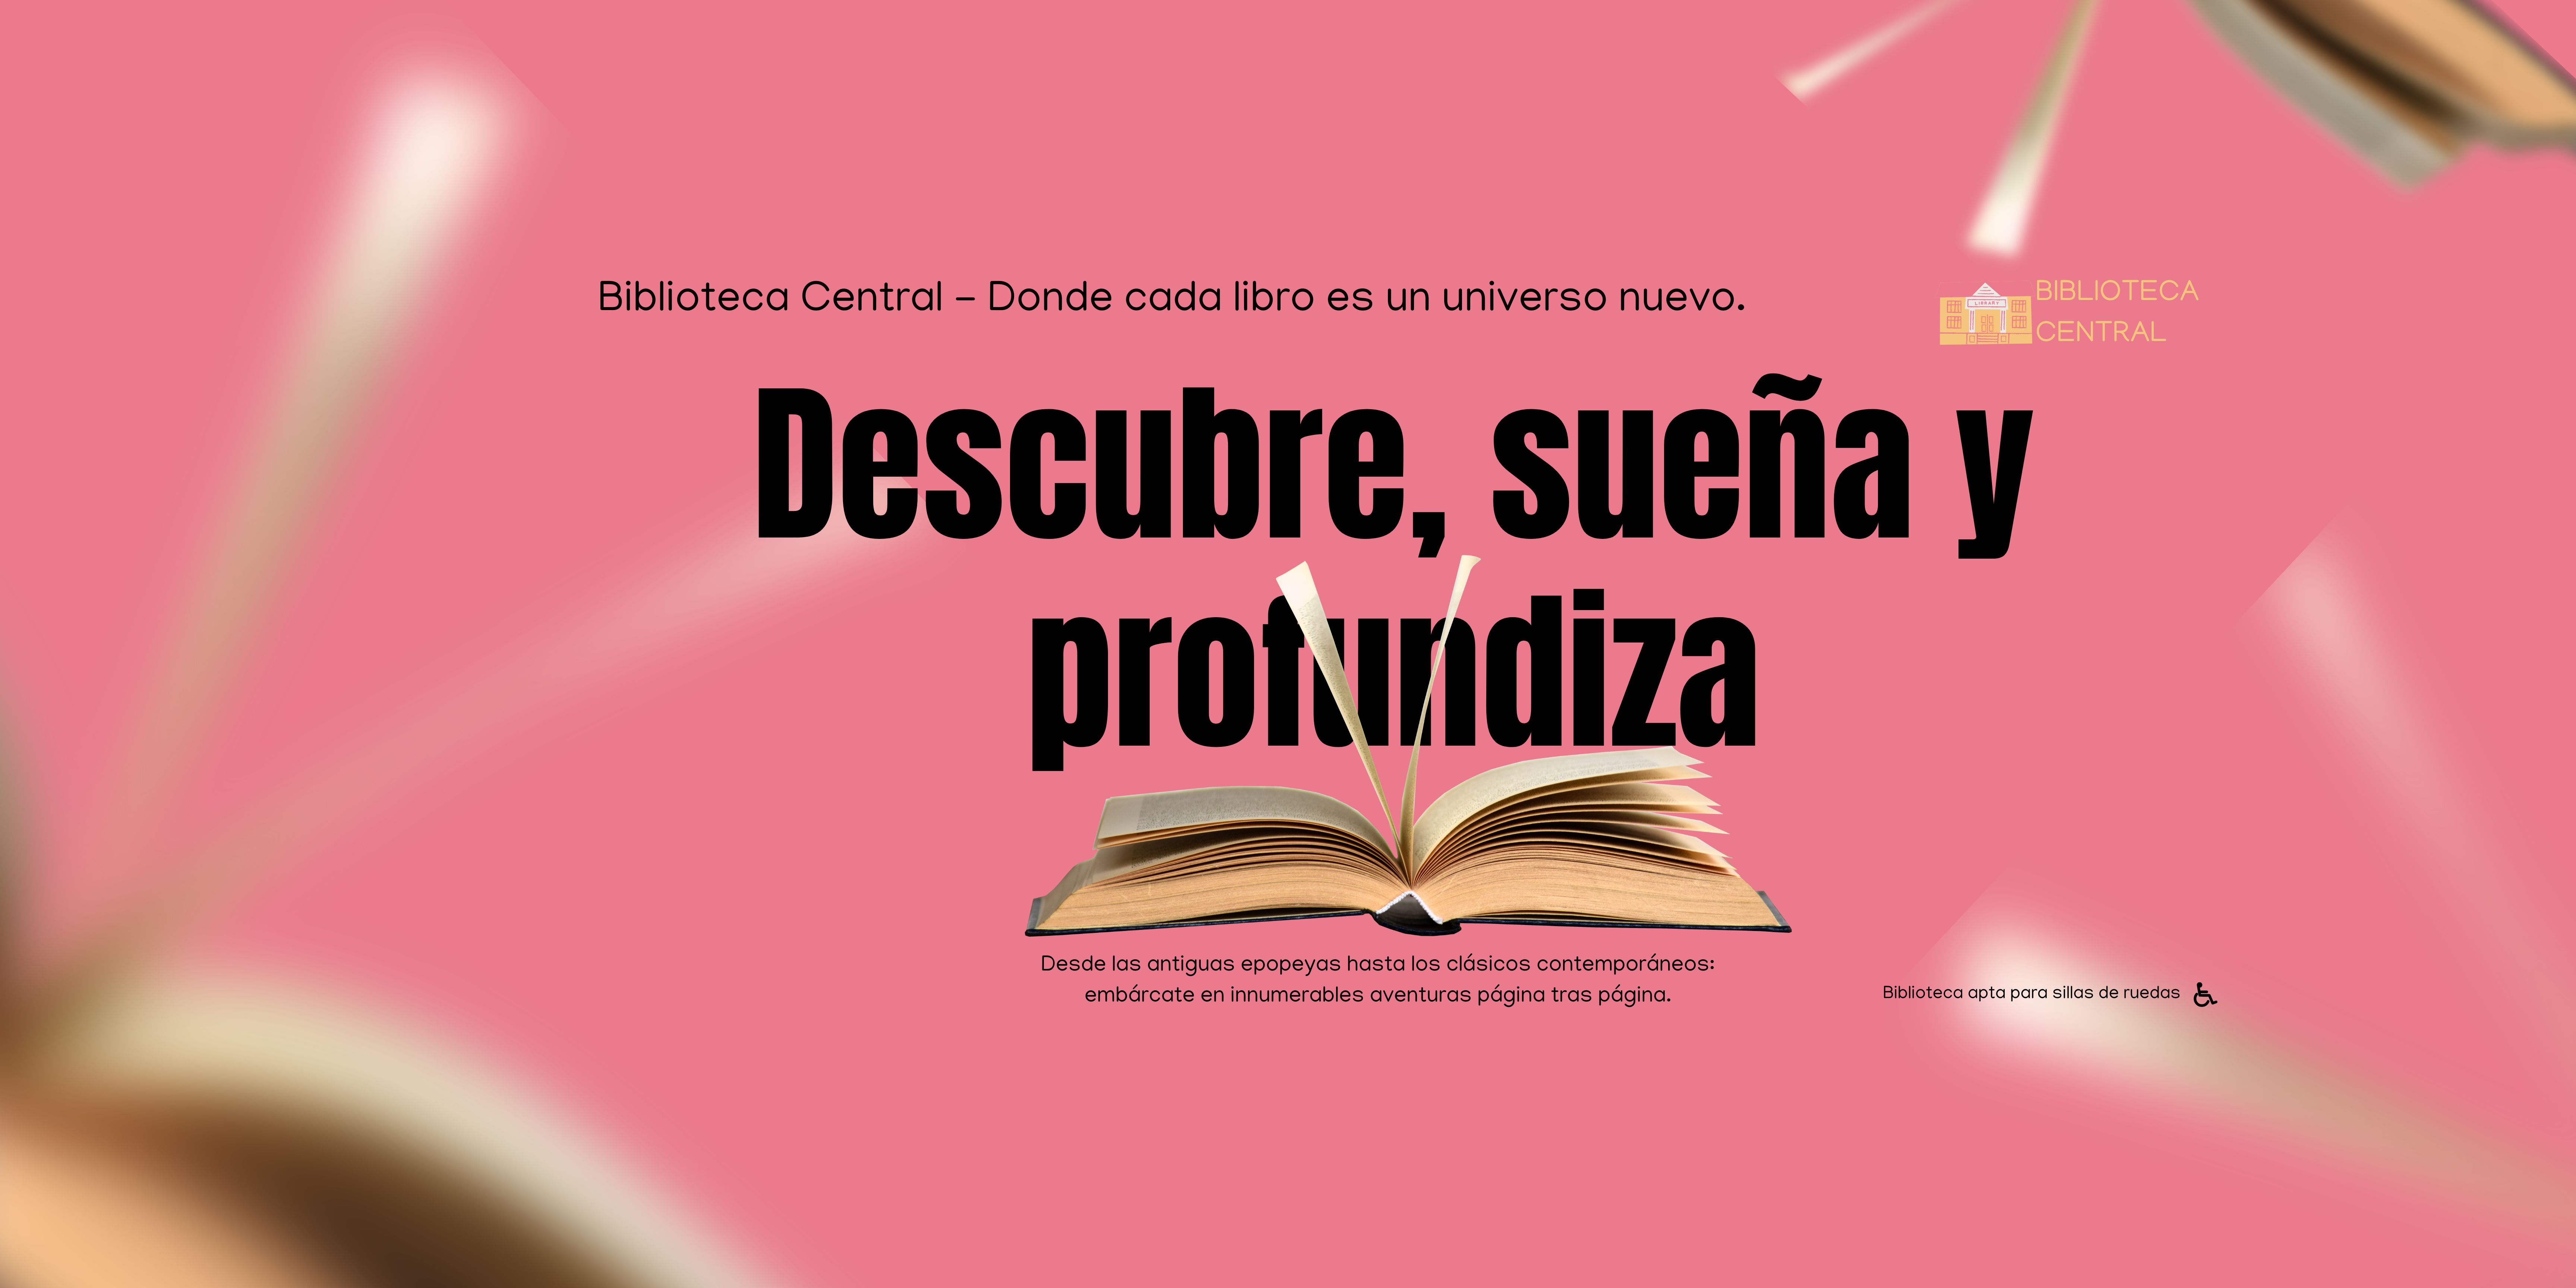 Biblioteca Central – Donde cada libro es un universo nuevo.
BIBLIOTECA
CENTRAL
LIBRARY
Descubre, sueña y
profundiza
Desde las antiguas epopeyas hasta los clásicos contemporáneos:
embárcate en innumerables aventuras página tras página.
Biblioteca apta para sillas de ruedas